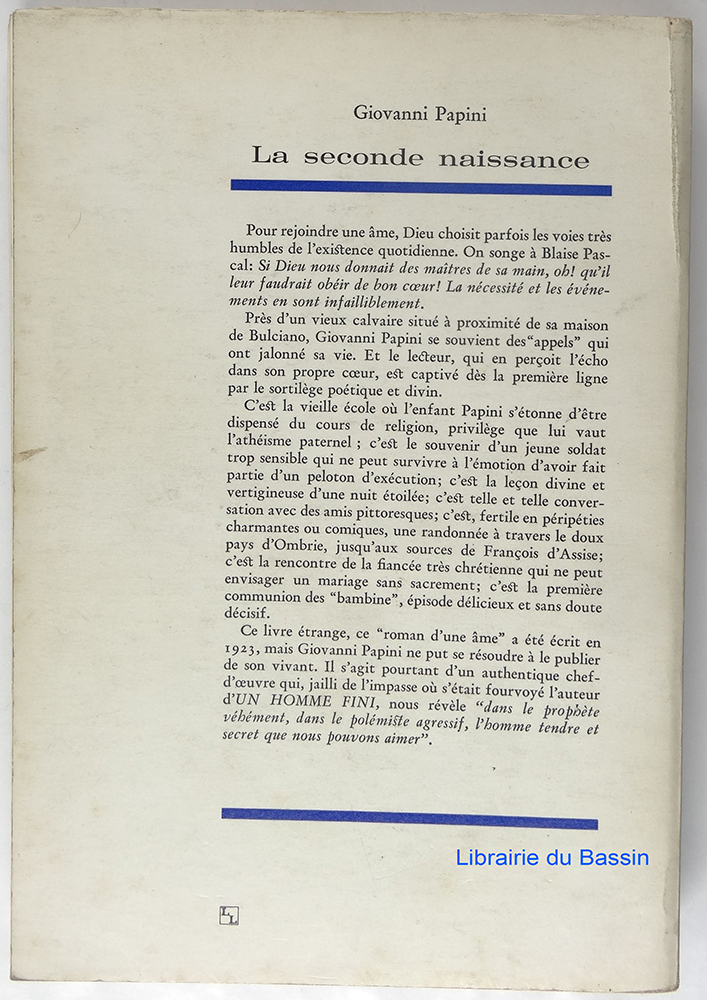 Giovanni Papini
La seconde naissance
Pour rejoindre une âme, Dieu choisit parfois les voies très
humbles de l'existence quotidienne. On songe à Blaise Pas-
cal: Si Dieu nous donnait des maîtres de sa main, oh! qu'il
leur faudrait obéir de bon cœur! La nécessité et les événe-
ments en sont infailliblement.
Près d'un vieux calvaire situé à proximité de sa maison
de Bulciano, Giovanni Papini se souvient des "appels" qui
ont jalonné sa vie. Et le lecteur, qui en perçoit l'écho
dans son propre cœur, est captivé dès la première ligne
par le sortilège poétique et divin.
C'est la vieille école où l'enfant Papini s'étonne d'être
dispensé du cours de religion, privilège que lui vaut
l'athéisme paternel ; c'est le souvenir d'un jeune soldat
trop sensible qui ne peut survivre à l'émotion d'avoir fait
partie d'un peloton d'exécution; c'est la leçon divine et
vertigineuse d'une nuit étoilée; c'est telle et telle conver-
sation avec des amis pittoresques; c'est, fertile en péripéties
charmantes ou comiques, une randonnée à travers le doux
pays d'Ombrie, jusqu'aux sources de François d'Assise;
c'est la rencontre de la fiancée très chrétienne qui ne peut
envisager un mariage sans sacrement; c'est la première
communion des "bambine", épisode délicieux et sans doute
décisif.
Ce livre étrange, ce "roman d'une âme" a été écrit en
1923, mais Giovanni Papini ne put se résoudre à le publier
de son vivant. Il s'agit pourtant d'un authentique chef-
d'œuvre qui, jailli de l'impasse où s'était fourvoyé l'auteur
d'UN HOMME FINI, nous révèle "dans le prophète
véhément, dans le polémiste agressif, l'homme tendre et
secret que nous pouvons aimer".
Librairie du Bassin
LL